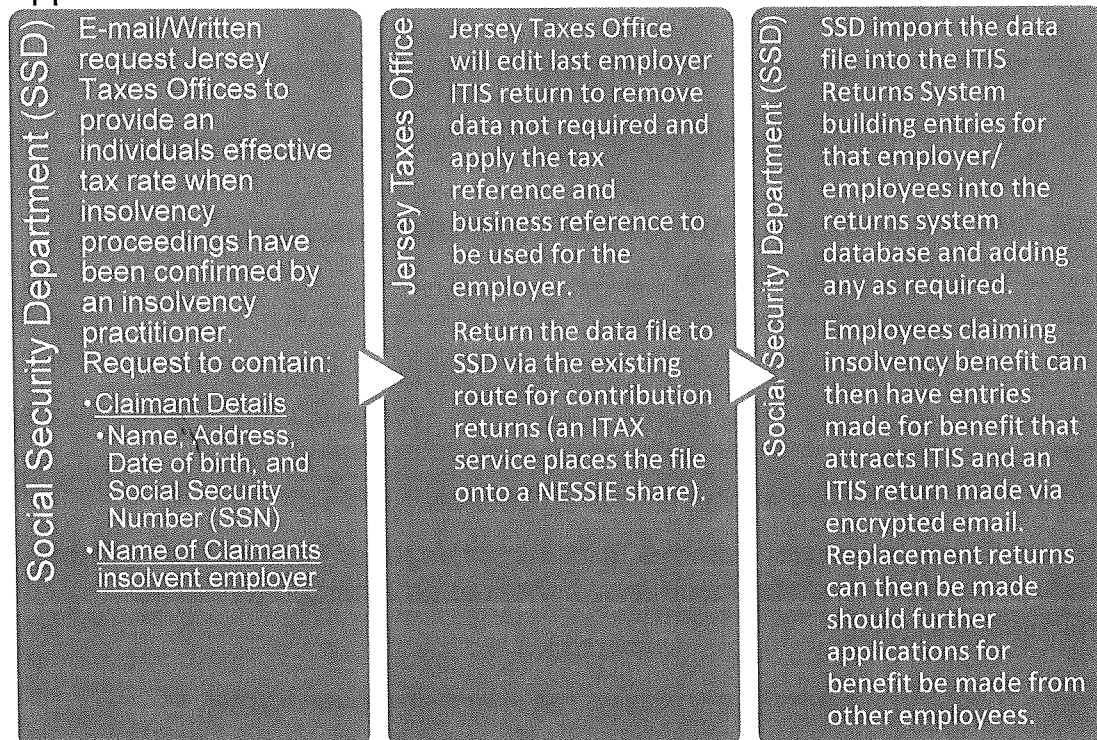 Social Security Department (SSD)
E-mail/Written
request Jersey
Taxes Offices to
provide an
individuals effective
tax rate when
insolvency
proceedings have
been confirmed by
an insolvency
practitioner.
Request to contain:
•Claimant Details
•Name, Address,
Date of birth, and
Social Security
Number (SSN)
•Name of Claimants
insolvent employer
Jersey Taxes Office
Jersey Taxes Office
will edit last employer
ITIS return to remove
data not required and
apply the tax
reference and
business reference to
be used for the
employer.
Return the data file to
SSD via the existing
route for contribution
returns (an ITAX
service places the file
onto a NESSIE share).
Social Security Department (SSD)
SSD import the data
file into the ITIS
Returns System
building entries for
that employer/
employees into the
returns system
database and adding
any as required.
Employees claiming
insolvency benefit can
then have entries
made for benefit that
attracts ITIS and an
ITIS return made via
encrypted email.
Replacement returns
can then be made
should further
applications for
benefit be made from
other employees.